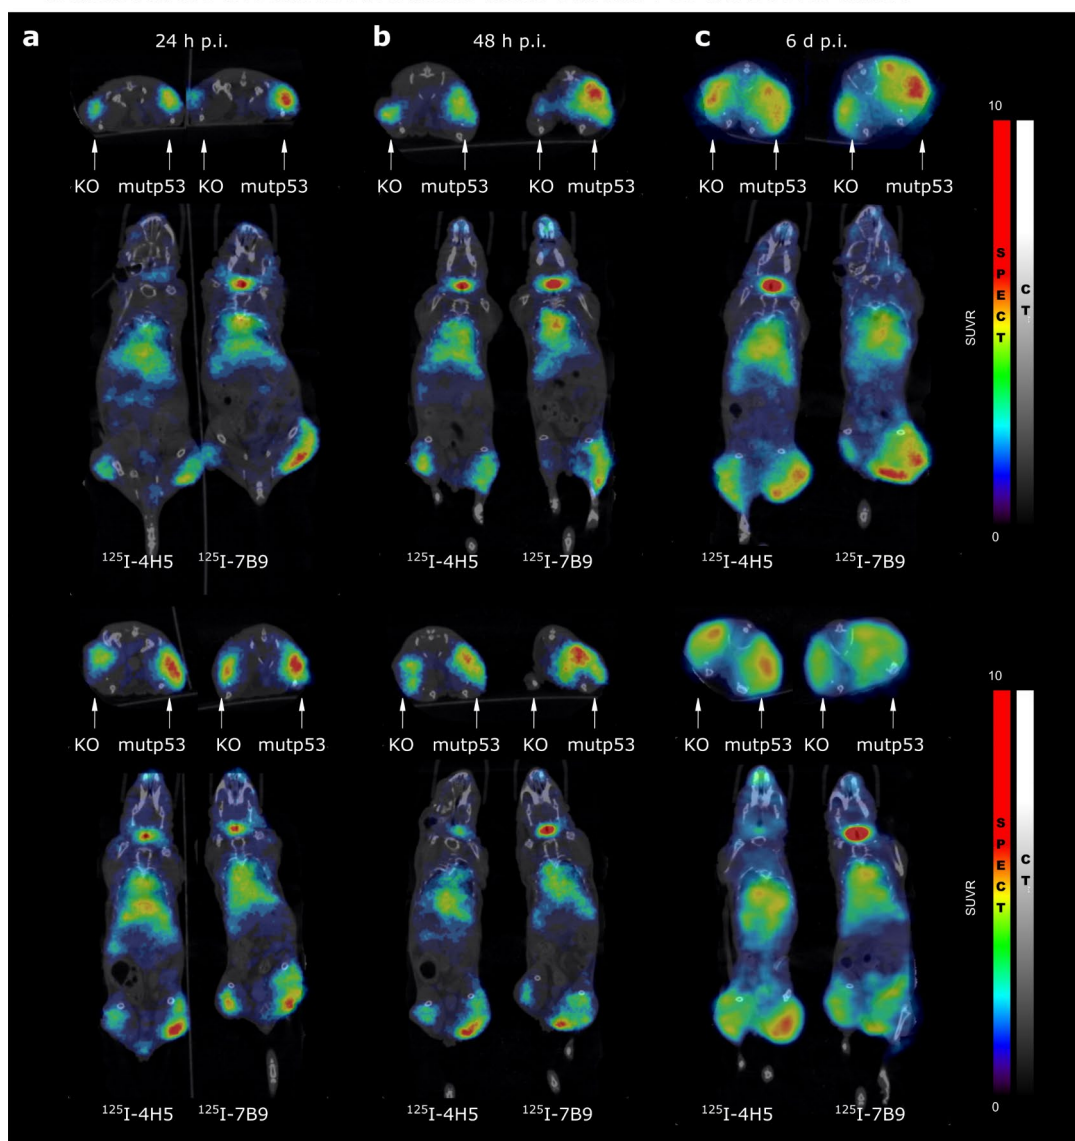 a 24 h p.i. b 48 h p.i. c 6 d p.i.
10
KO mutp53 KO mutp53 KO mutp53 KO mutp53 KO mutp53 KO mutp53
SPECT
CT
SUVR
0
¹²⁵I-4H5 ¹²⁵I-7B9 ¹²⁵I-4H5 ¹²⁵I-7B9 ¹²⁵I-4H5 ¹²⁵I-7B9
10
KO mutp53 KO mutp53 KO mutp53 KO mutp53 KO mutp53 KO mutp53
SPECT
CT
SUVR
0
¹²⁵I-4H5 ¹²⁵I-7B9 ¹²⁵I-4H5 ¹²⁵I-7B9 ¹²⁵I-4H5 ¹²⁵I-7B9